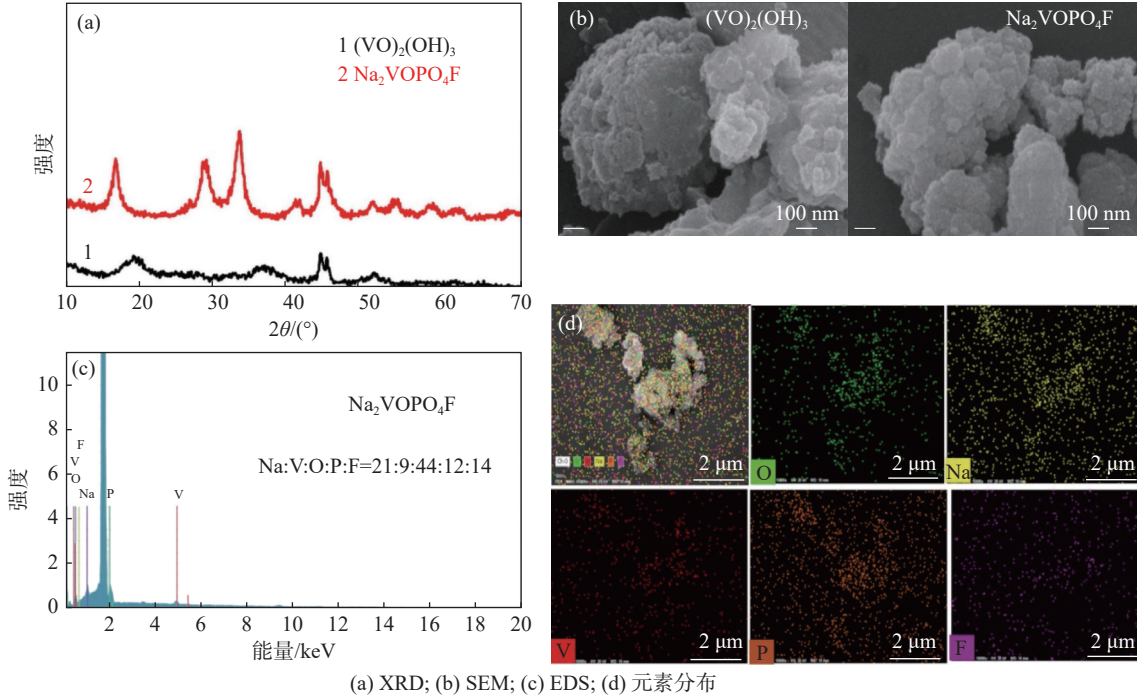 (a)
1 (VO)₂(OH)₃
2 Na₂VOPO₄F
强度
2
1
10 20 30 40 50 60 70
2θ/(°)
(b)
(VO)₂(OH)₃
Na₂VOPO₄F
100 nm
100 nm
(c)
Na₂VOPO₄F
Na:V:O:P:F=21:9:44:12:14
强度
10
8
6
4
2
0
F
V
O
Na
P
V
2 4 6 8 10 12 14 16 18 20
能量/keV
(d)
2 μm
O
2 μm
Na
2 μm
V
2 μm
P
2 μm
F
2 μm
(a) XRD; (b) SEM; (c) EDS; (d) 元素分布